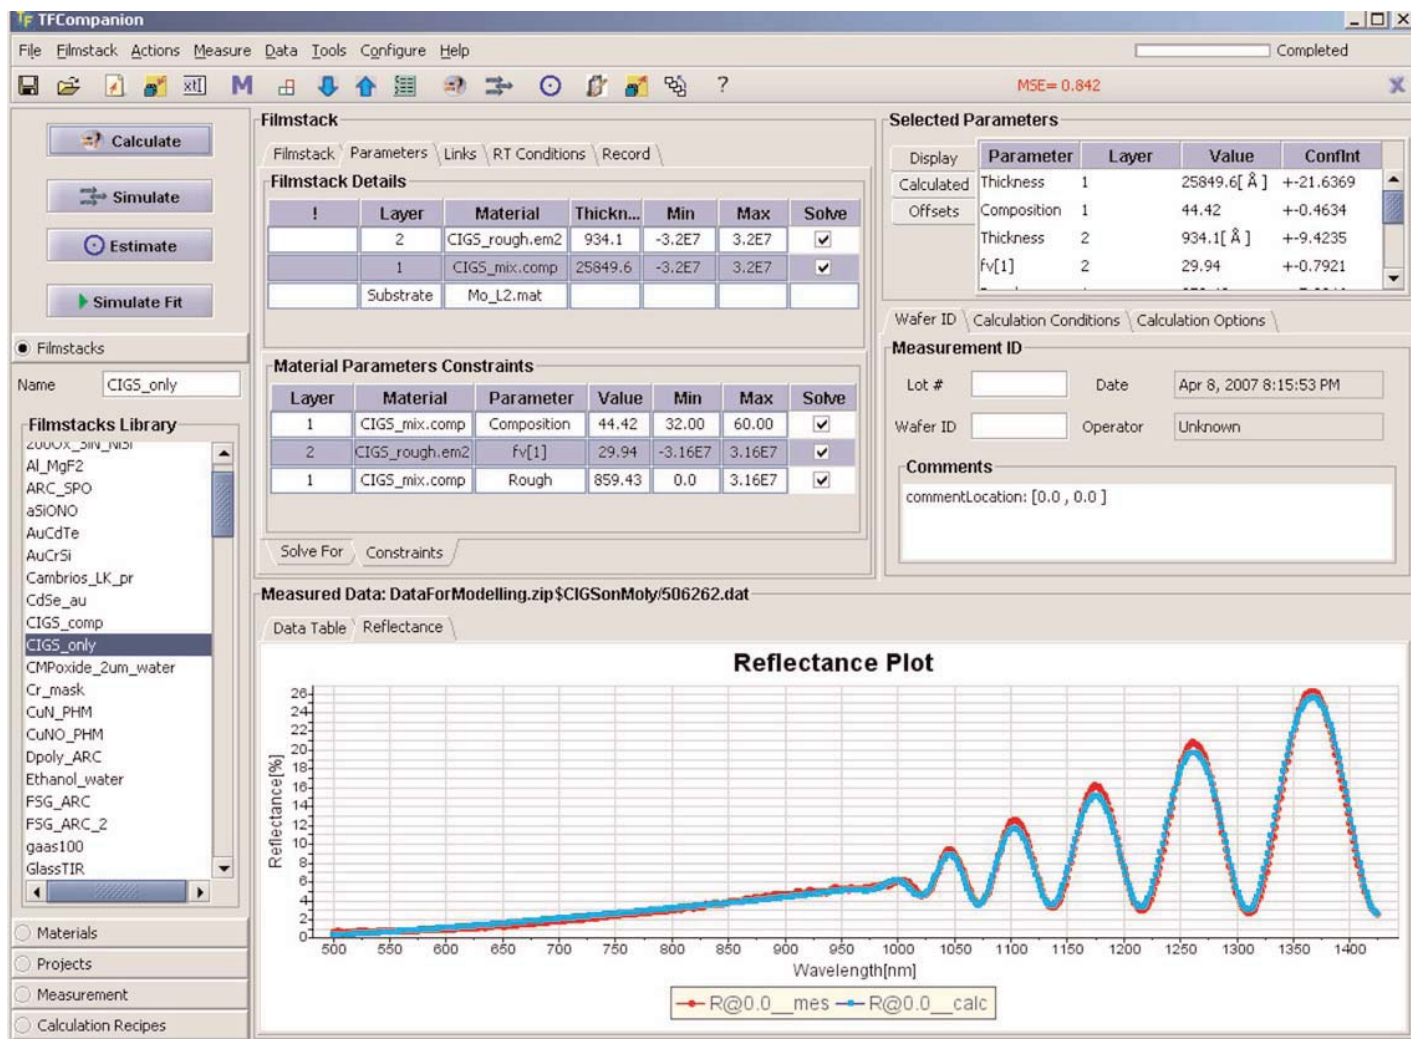 TFCompanion
File Filmstack Actions Measure Data Tools Configure Help
Completed
MSE= 0.842
Calculate
Simulate
Estimate
Simulate Fit
Filmstacks
Name CIGS_only
Filmstacks Library
Al_MgF2
ARC_SPO
aSiONO
AuCdTe
AuCrSi
Cambrios_LK_pr
CdSe_au
CIGS_comp
CIGS_only
CMPoxide_2um_water
Cr_mask
CuN_PHM
CuNO_PHM
Dpoly_ARC
Ethanol_water
FSG_ARC
FSG_ARC_2
gaas100
GlassTIR
Materials
Projects
Measurement
Calculation Recipes
Filmstack
Filmstack Parameters Links RT Conditions Record
Filmstack Details
! Layer Material Thickn... Min Max Solve
2 CIGS_rough.em2 934.1 -3.2E7 3.2E7
1 CIGS_mix.comp 25849.6 -3.2E7 3.2E7
Substrate Mo_L2.mat
Material Parameters Constraints
Layer Material Parameter Value Min Max Solve
1 CIGS_mix.comp Composition 44.42 32.00 60.00
2 CIGS_rough.em2 fv[1] 29.94 -3.16E7 3.16E7
1 CIGS_mix.comp Rough 859.43 0.0 3.16E7
Solve For Constraints
Selected Parameters
Display
Calculated
Offsets
Parameter Layer Value ConfInt
Thickness 1 25849.6[ Å ] +-21.6369
Composition 1 44.42 +-0.4634
Thickness 2 934.1[ Å ] +-9.4235
fv[1] 2 29.94 +-0.7921
Wafer ID Calculation Conditions Calculation Options
Measurement ID
Lot # Date Apr 8, 2007 8:15:53 PM
Wafer ID Operator Unknown
Comments
commentLocation: [0.0 , 0.0 ]
Measured Data: DataForModelling.zip$CIGSonMoly/506262.dat
Data Table Reflectance
Reflectance Plot
Reflectance[%]
26
24
22
20
18
16
14
12
10
8
6
4
2
0
500 550 600 650 700 750 800 850 900 950 1000 1050 1100 1150 1200 1250 1300 1350 1400
Wavelength[nm]
R@0.0__mes R@0.0__calc